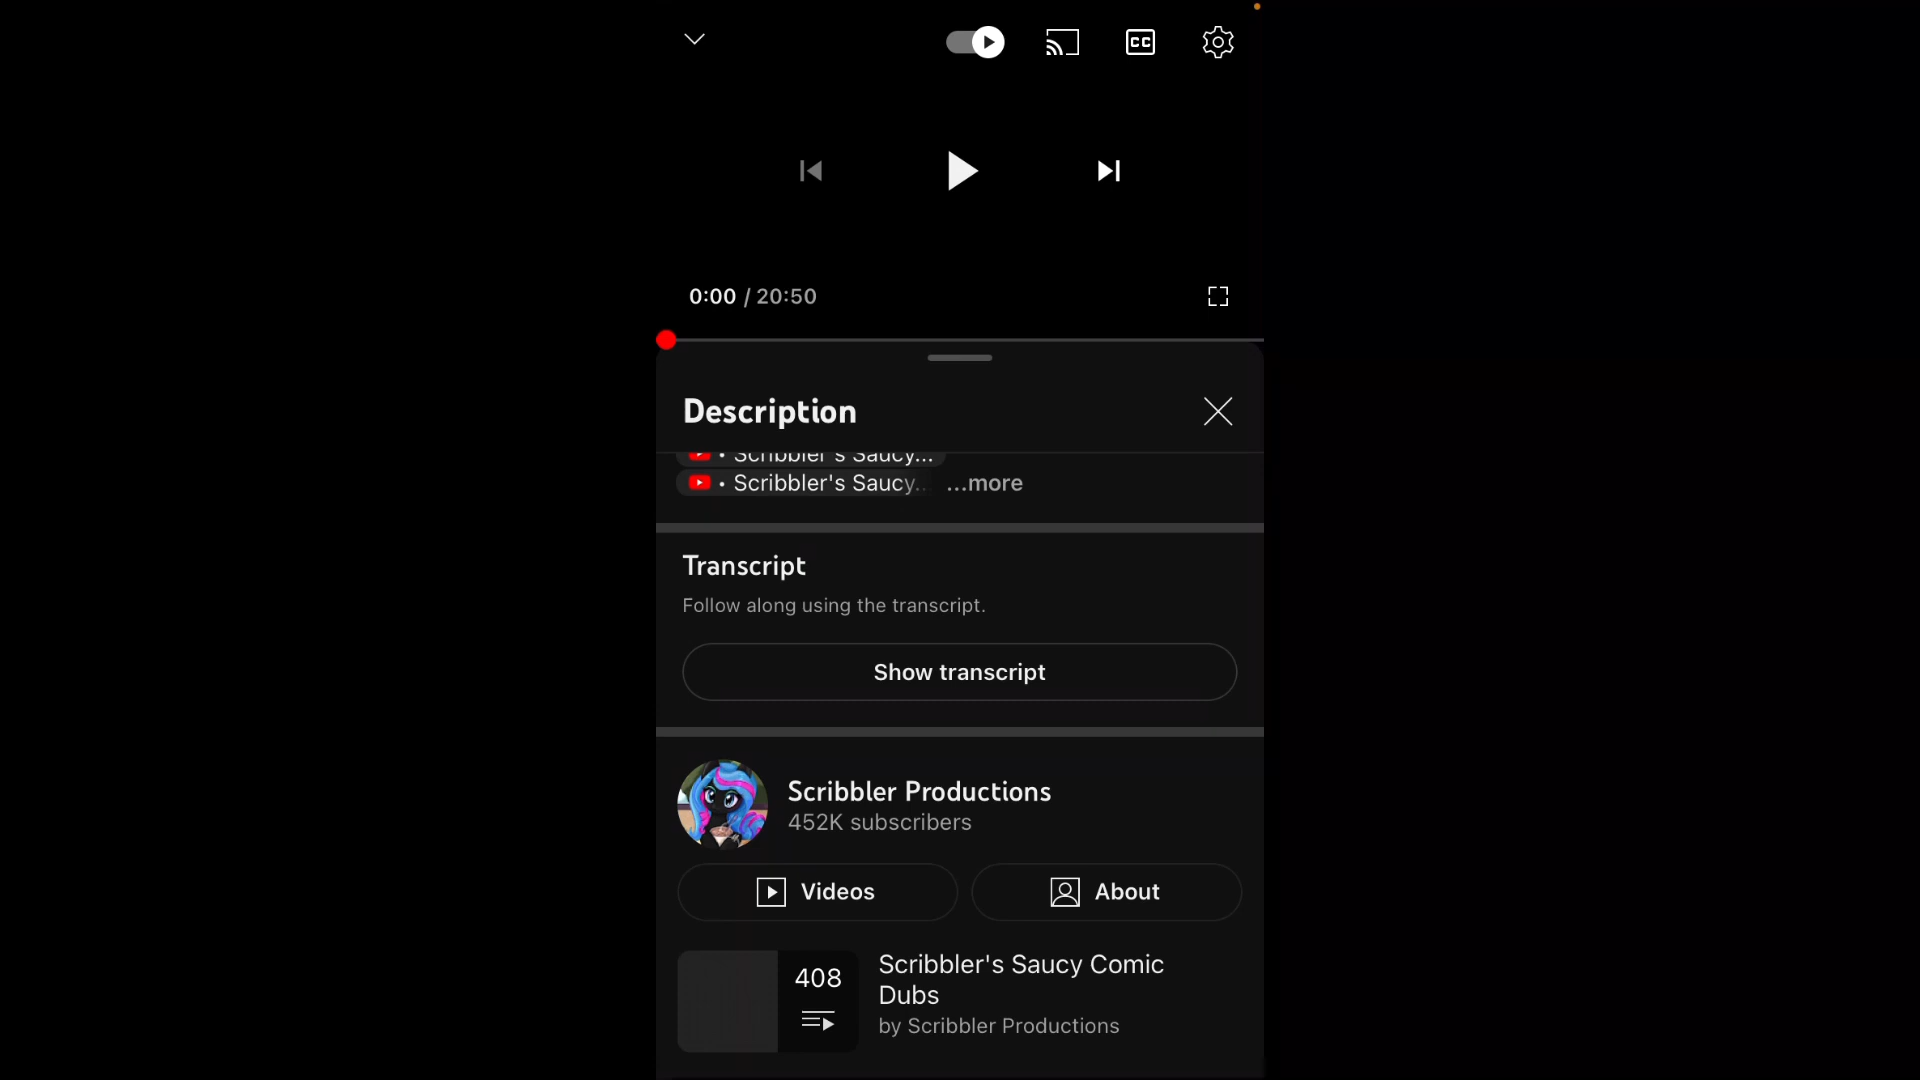 CC
0:00 / 20:50
Description
• Scribbler's Saucy...
• Scribbler's Saucy... ...more
Transcript
Follow along using the transcript.
Show transcript
Scribbler Productions
452K subscribers
Videos
About
408
Scribbler's Saucy Comic
Dubs
by Scribbler Productions